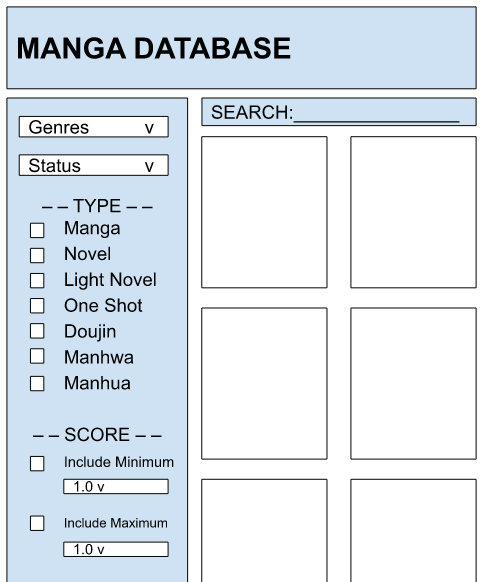 MANGA DATABASE
Genres v
Status v
– – TYPE – –
Manga
Novel
Light Novel
One Shot
Doujin
Manhwa
Manhua
– – SCORE – –
Include Minimum
1.0 v
Include Maximum
1.0 v
SEARCH:_________________